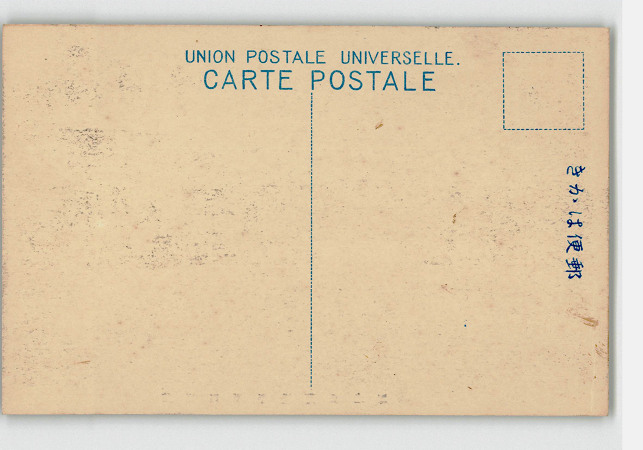 UNION POSTALE UNIVERSELLE.
CARTE POSTALE
きかは便郵